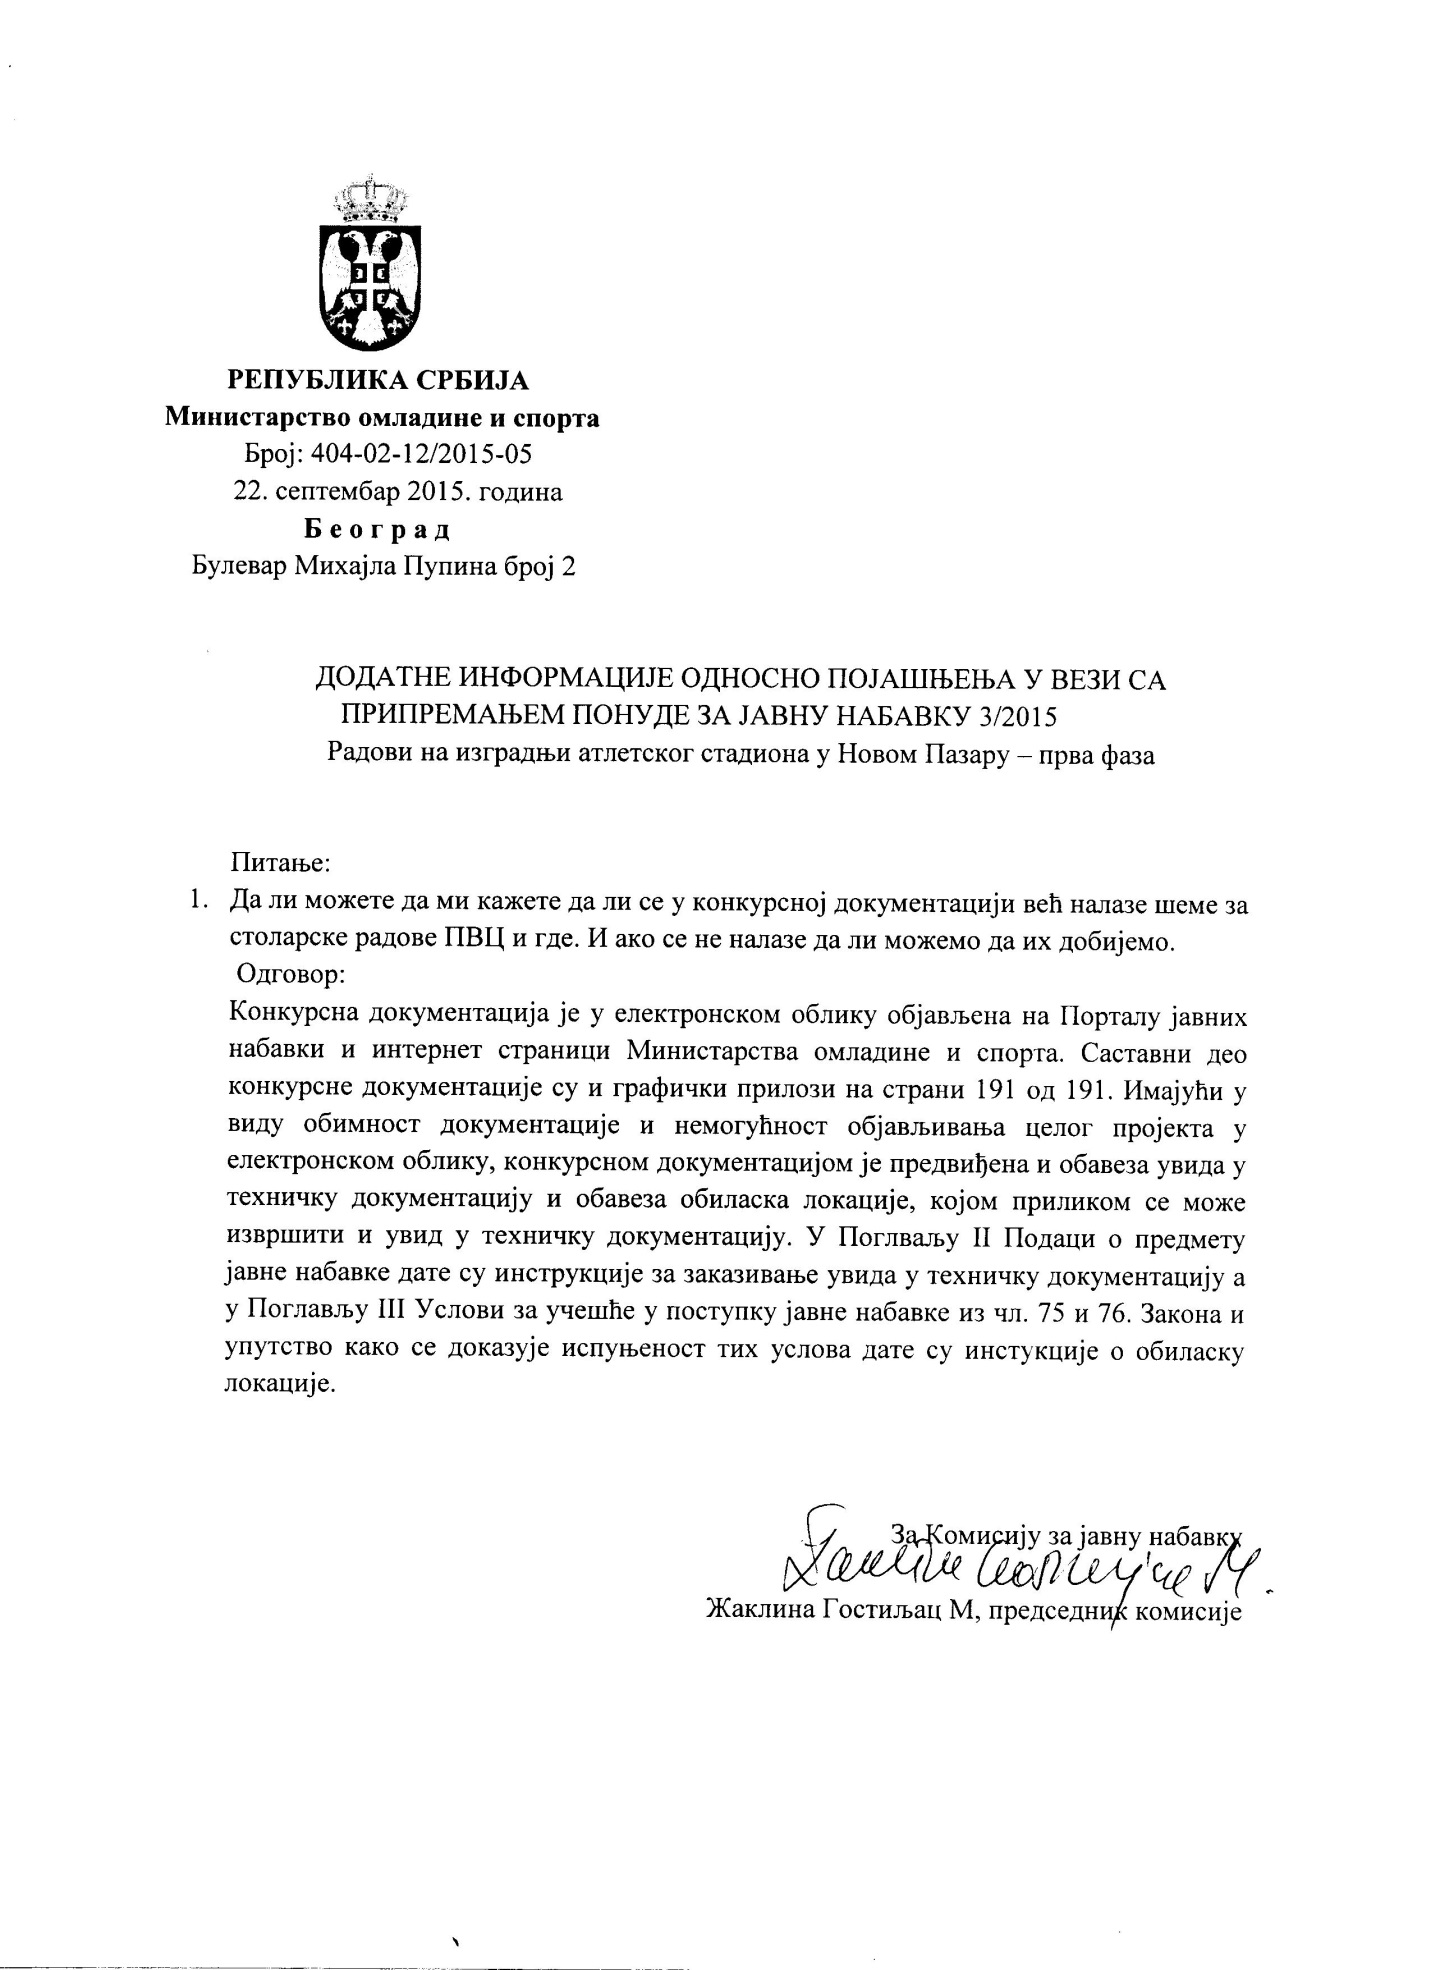 РЕПУБЛИКА СРБИЈА
Министарство омладине и спорта
Број: 404-02-12/2015-05
22. септембар 2015. година
Б е о г р а д
Булевар Михајла Пупина број 2
ДОДАТНЕ ИНФОРМАЦИЈЕ ОДНОСНО ПОЈАШЊЕЊА У ВЕЗИ СА
ПРИПРЕМАЊЕМ ПОНУДЕ ЗА ЈАВНУ НАБАВКУ 3/2015
Радови на изградњи атлетског стадиона у Новом Пазару – прва фаза
Питање:
1. Да ли можете да ми кажете да ли се у конкурсној документацији већ налазе шеме за
столарске радове ПВЦ и где. И ако се не налазе да ли можемо да их добијемо.
Одговор:
Конкурсна документација је у електронском облику објављена на Порталу јавних
набавки и интернет страници Министарства омладине и спорта. Саставни део
конкурсне документације су и графички прилози на страни 191 од 191. Имајући у
виду обимност документације и немогућност објављивања целог пројекта у
електронском облику, конкурсном документацијом је предвиђена и обавеза увида у
техничку документацију и обавеза обиласка локације, којом приликом се може
извршити и увид у техничку документацију. У Поглваљу II Подаци о предмету
јавне набавке дате су инструкције за заказивање увида у техничку документацију а
у Поглављу III Услови за учешће у поступку јавне набавке из чл. 75 и 76. Закона и
упутство како се доказује испуњеност тих услова дате су инстукције о обиласку
локације.
За Комисију за јавну набавку
Жаклина Гостиљац М, председник комисије